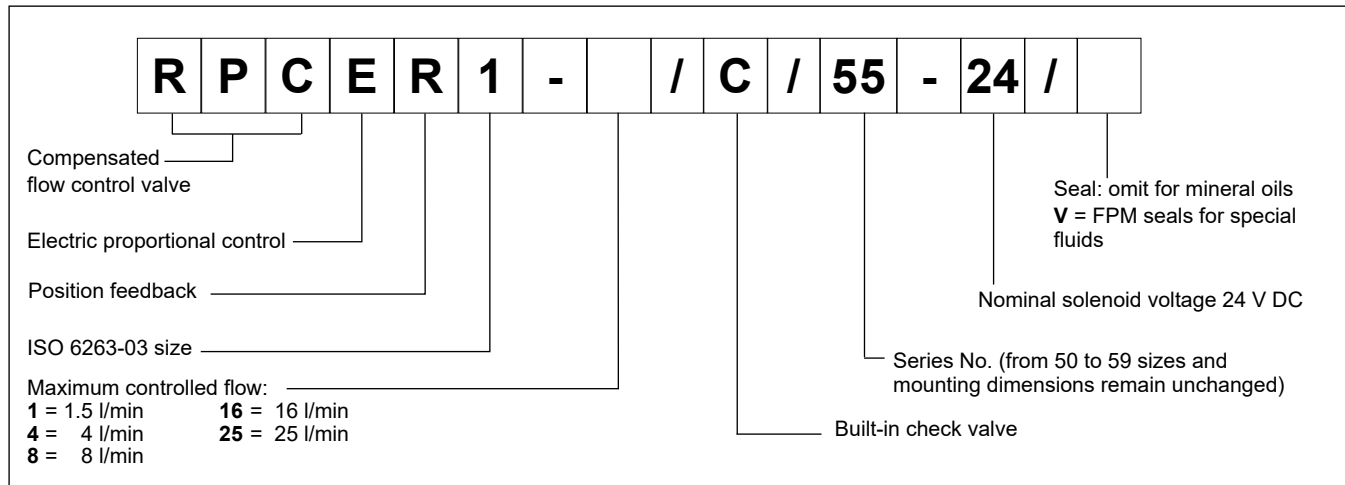 R P C E R 1 - / C / 55 - 24 /
Compensated
flow control valve
Electric proportional control
Position feedback
ISO 6263-03 size
Maximum controlled flow:
1 = 1.5 l/min 16 = 16 l/min
4 = 4 l/min 25 = 25 l/min
8 = 8 l/min
Seal: omit for mineral oils
V = FPM seals for special
fluids
Nominal solenoid voltage 24 V DC
Series No. (from 50 to 59 sizes and
mounting dimensions remain unchanged)
Built-in check valve